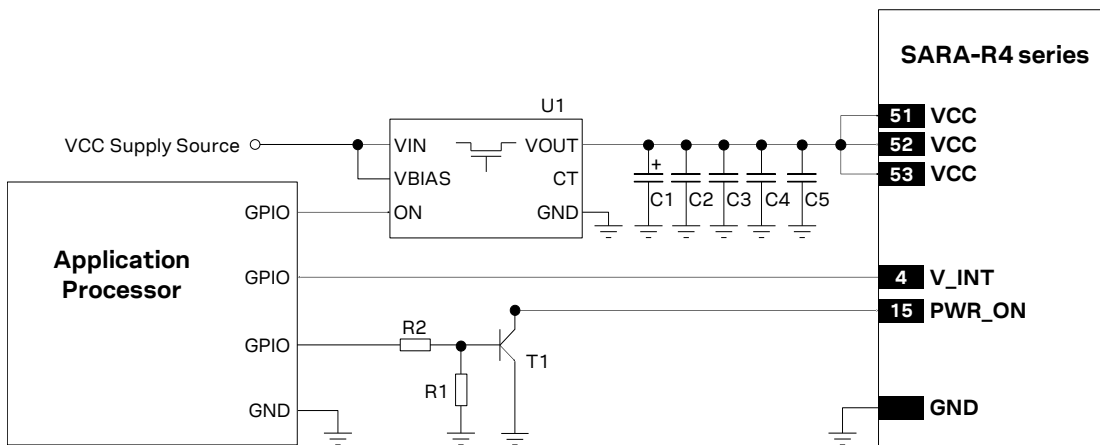 SARA-R4 series
U1
51 VCC
VCC Supply Source
VIN
VOUT
52 VCC
VBIAS
CT
+
53 VCC
C1
C2
C3
C4
C5
GPIO
ON
GND
Application
Processor
GPIO
4 V_INT
15 PWR_ON
R2
GPIO
T1
R1
GND
GND